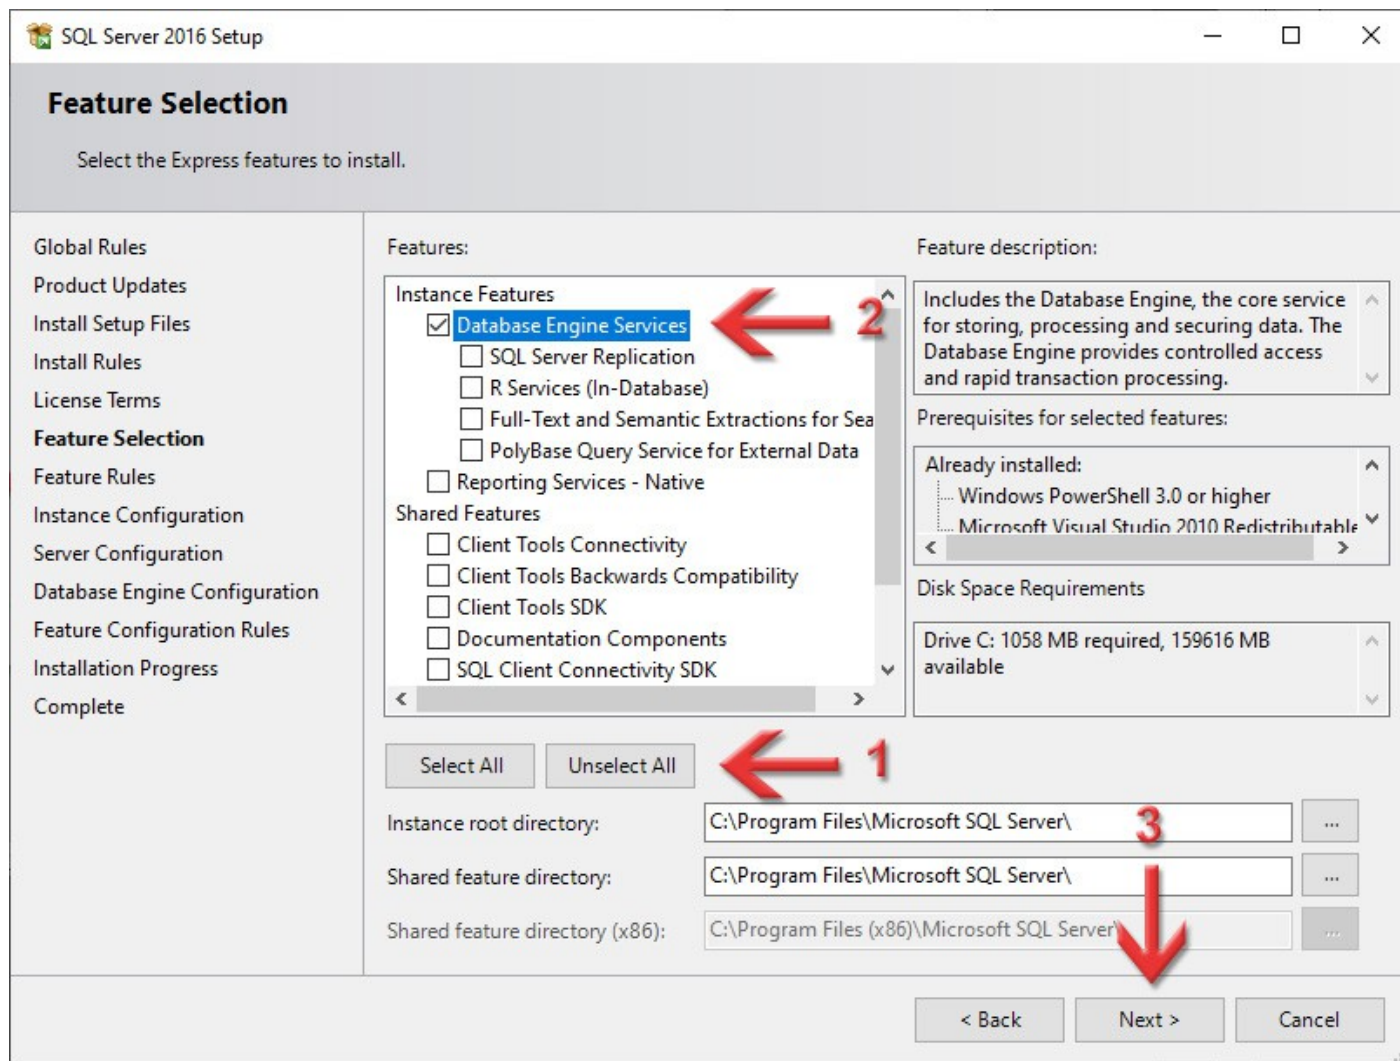 SQL Server 2016 Setup
Feature Selection
Select the Express features to install.
Global Rules
Product Updates
Install Setup Files
Install Rules
License Terms
Feature Selection
Feature Rules
Instance Configuration
Server Configuration
Database Engine Configuration
Feature Configuration Rules
Installation Progress
Complete
Features:
Instance Features
Database Engine Services
2
SQL Server Replication
R Services (In-Database)
Full-Text and Semantic Extractions for Sea
PolyBase Query Service for External Data
Reporting Services - Native
Shared Features
Client Tools Connectivity
Client Tools Backwards Compatibility
Client Tools SDK
Documentation Components
SQL Client Connectivity SDK
Feature description:
Includes the Database Engine, the core service
for storing, processing and securing data. The
Database Engine provides controlled access
and rapid transaction processing.
Prerequisites for selected features:
Already installed:
Windows PowerShell 3.0 or higher
Microsoft Visual Studio 2010 Redistributable
Disk Space Requirements
Drive C: 1058 MB required, 159616 MB
available
Select All
Unselect All
1
Instance root directory:
C:\Program Files\Microsoft SQL Server\
3
...
Shared feature directory:
C:\Program Files\Microsoft SQL Server\
...
Shared feature directory (x86):
C:\Program Files (x86)\Microsoft SQL Server\
...
< Back
Next >
Cancel